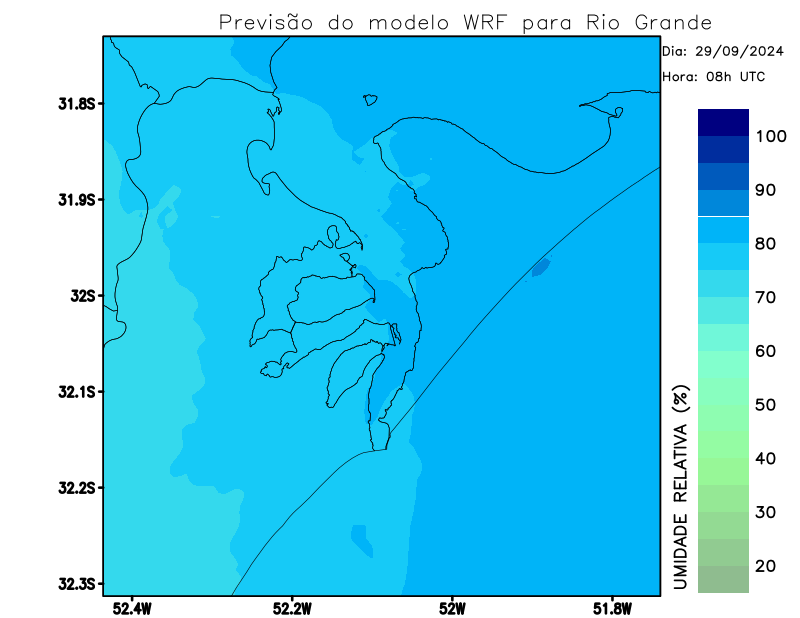 Previsão do modelo WRF para Rio Grande
Dia: 29/09/2024
Hora: 08h UTC
31.8S
31.9S
32S
32.1S
32.2S
32.3S
52.4W 52.2W 52W 51.8W
100
90
80
70
60
50
40
30
20
UMIDADE RELATIVA (%)